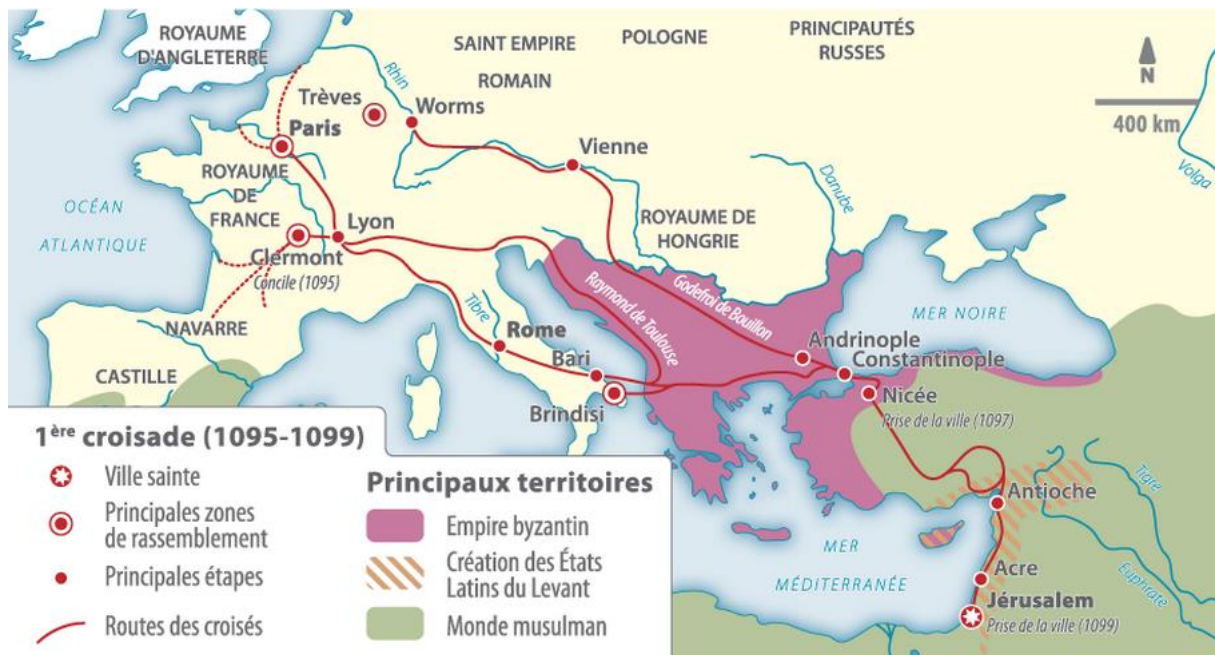 ROYAUME
D'ANGLETERRE
SAINT EMPIRE
ROMAIN
POLOGNE
PRINCIPAUTÉS
RUSSES
N
400 km
Volga
Rhin
Trèves
Worms
Paris
Vienne
Danube
ROYAUME
DE
FRANCE
OCÉAN
ATLANTIQUE
Lyon
Clermont
Concile (1095)
ROYAUME DE
HONGRIE
Raymond de Toulouse
Godefroi de Bouillon
MER NOIRE
NAVARRE
Tibre
Rome
Bari
Brindisi
Andrinople
Constantinople
Nicée
Prise de la ville (1097)
CASTILLE
Antioche
Tigre
Euphrate
MER
MÉDITERRANÉE
Acre
Jérusalem
Prise de la ville (1099)
1ère croisade (1095-1099)
Ville sainte
Principales zones
de rassemblement
Principales étapes
Routes des croisés
Principaux territoires
Empire byzantin
Création des États
Latins du Levant
Monde musulman